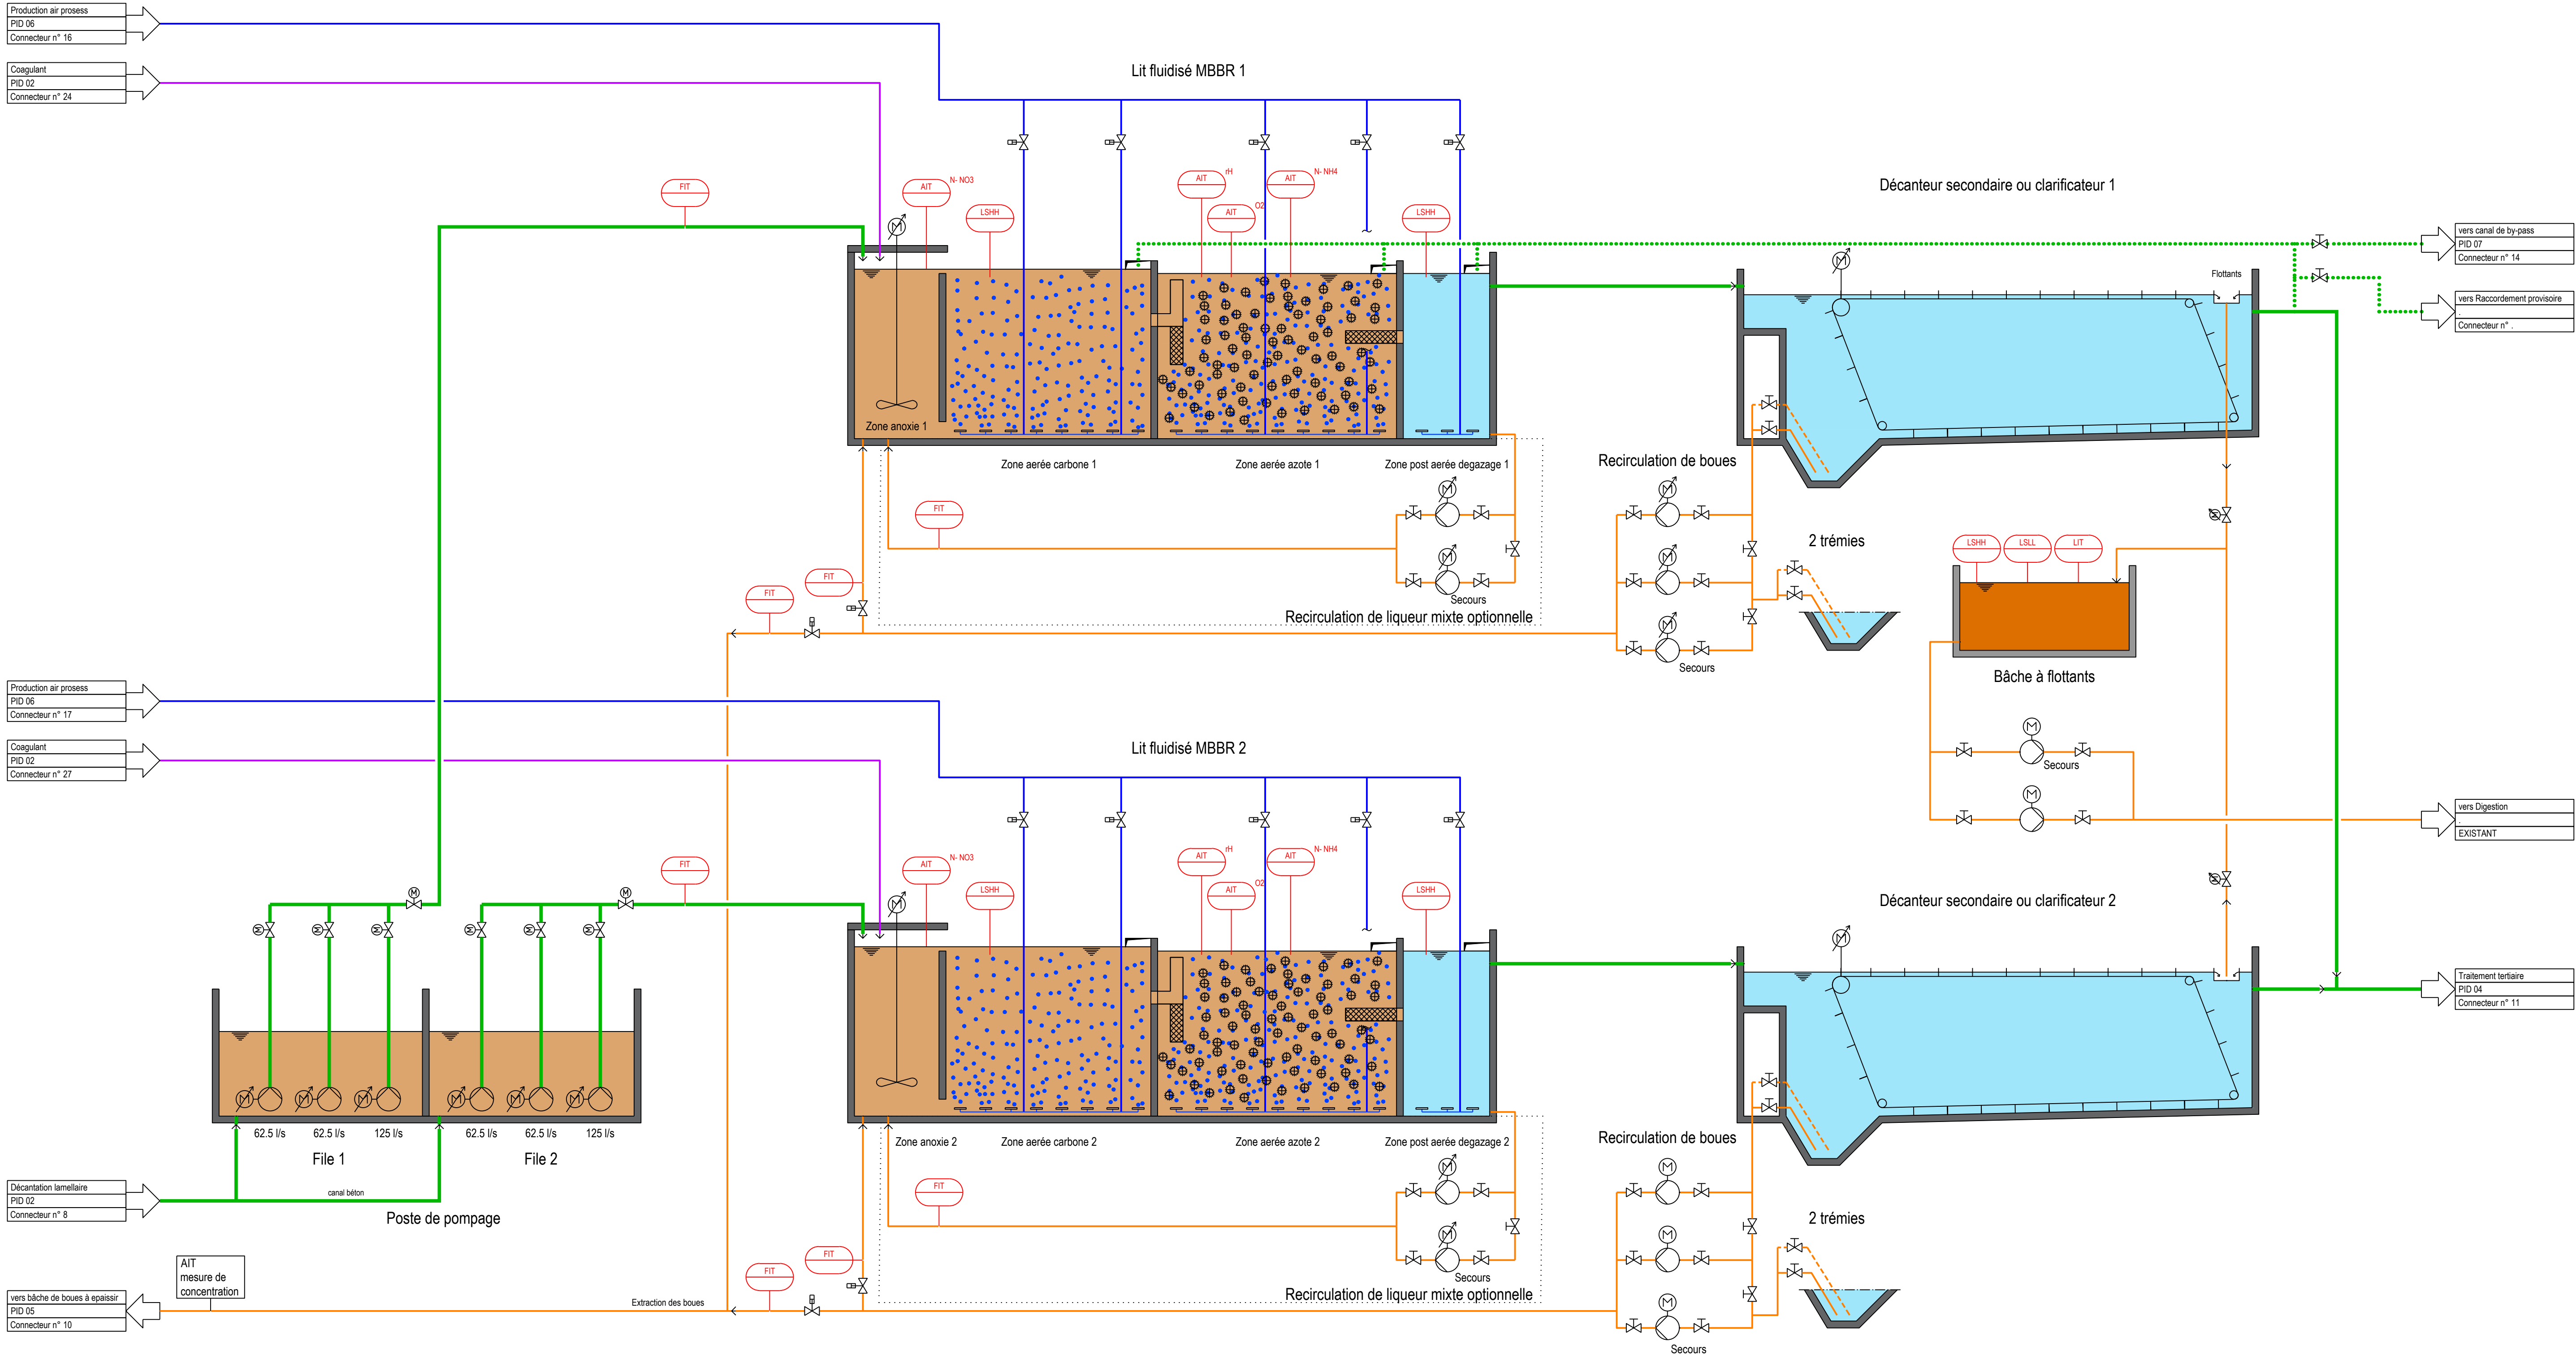 Production air prosess
PID 06
Connecteur n° 16
Coagulant
PID 02
Connecteur n° 24
Lit fluidisé MBBR 1
FIT
AIT
N- NO3
LSHH
AIT
rH
AIT
O2
AIT
N- NH4
LSHH
M
Zone anoxie 1
Zone aerée carbone 1
Zone aerée azote 1
Zone post aerée degazage 1
Décanteur secondaire ou clarificateur 1
M
Flottants
vers canal de by-pass
PID 07
Connecteur n° 14
vers Raccordement provisoire
.
Connecteur n° .
FIT
M
M
Secours
Recirculation de liqueur mixte optionnelle
FIT
FIT
Recirculation de boues
M
M
M
Secours
2 trémies
M
LSHH
LSLL
LIT
Bâche à flottants
M
Secours
M
vers Digestion
.
EXISTANT
Production air prosess
PID 06
Connecteur n° 17
Coagulant
PID 02
Connecteur n° 27
Lit fluidisé MBBR 2
FIT
AIT
N- NO3
LSHH
AIT
rH
AIT
O2
AIT
N- NH4
LSHH
M
Zone anoxie 2
Zone aerée carbone 2
Zone aerée azote 2
Zone post aerée degazage 2
M
Décanteur secondaire ou clarificateur 2
M
Traitement tertiaire
PID 04
Connecteur n° 11
M
M
M
M
M
M
M
M
M
M
M
M
M
M
62.5 l/s
62.5 l/s
125 l/s
62.5 l/s
62.5 l/s
125 l/s
File 1
File 2
Décantation lamellaire
PID 02
Connecteur n° 8
canal béton
Poste de pompage
FIT
M
M
Secours
Recirculation de liqueur mixte optionnelle
FIT
FIT
Recirculation de boues
M
M
M
Secours
2 trémies
AIT
mesure de
concentration
Extraction des boues
vers bâche de boues à epaissir
PID 05
Connecteur n° 10